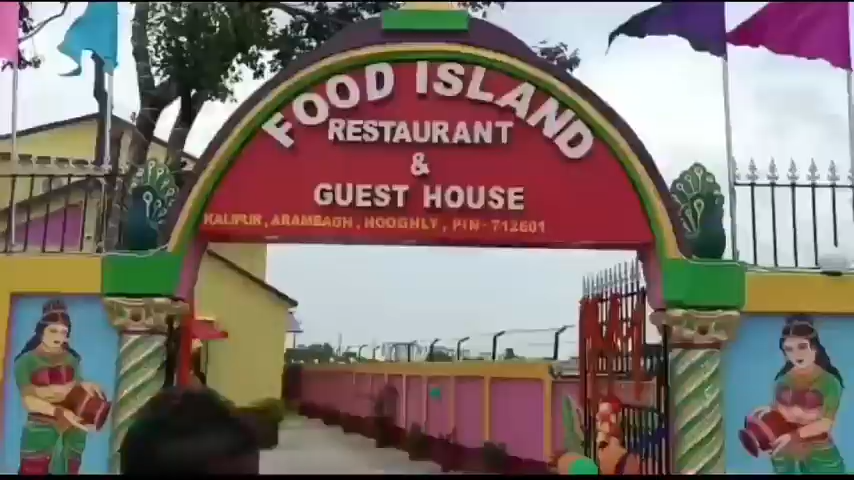 FOOD ISLAND
RESTAURANT
&
GUEST HOUSE
KALIPUR, ARAMBAGH, HOOGHLY, PIN-712601